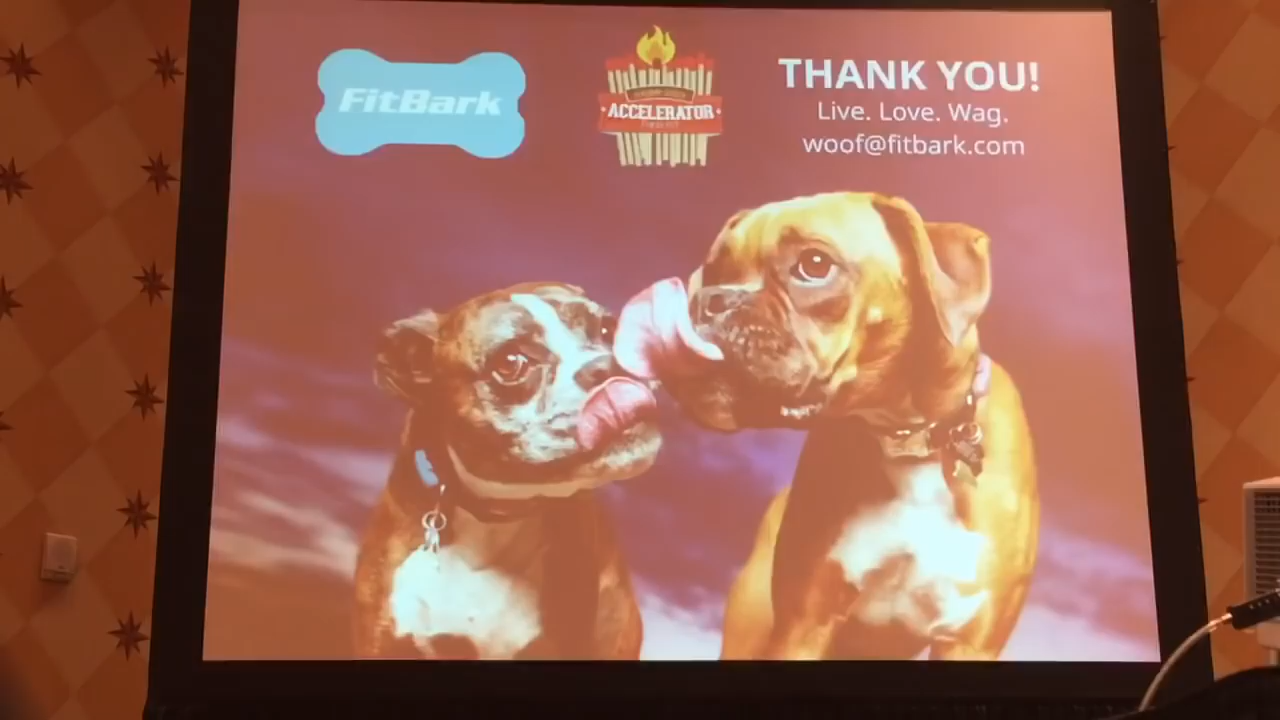 FitBark
ACCELERATOR
THANK YOU!
Live. Love. Wag.
woof@fitbark.com